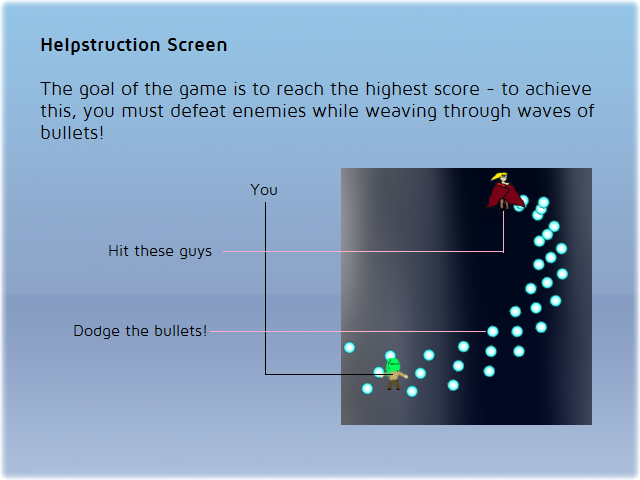 Helpstruction Screen
The goal of the game is to reach the highest score - to achieve
this, you must defeat enemies while weaving through waves of
bullets!
You
Hit these guys
Dodge the bullets!